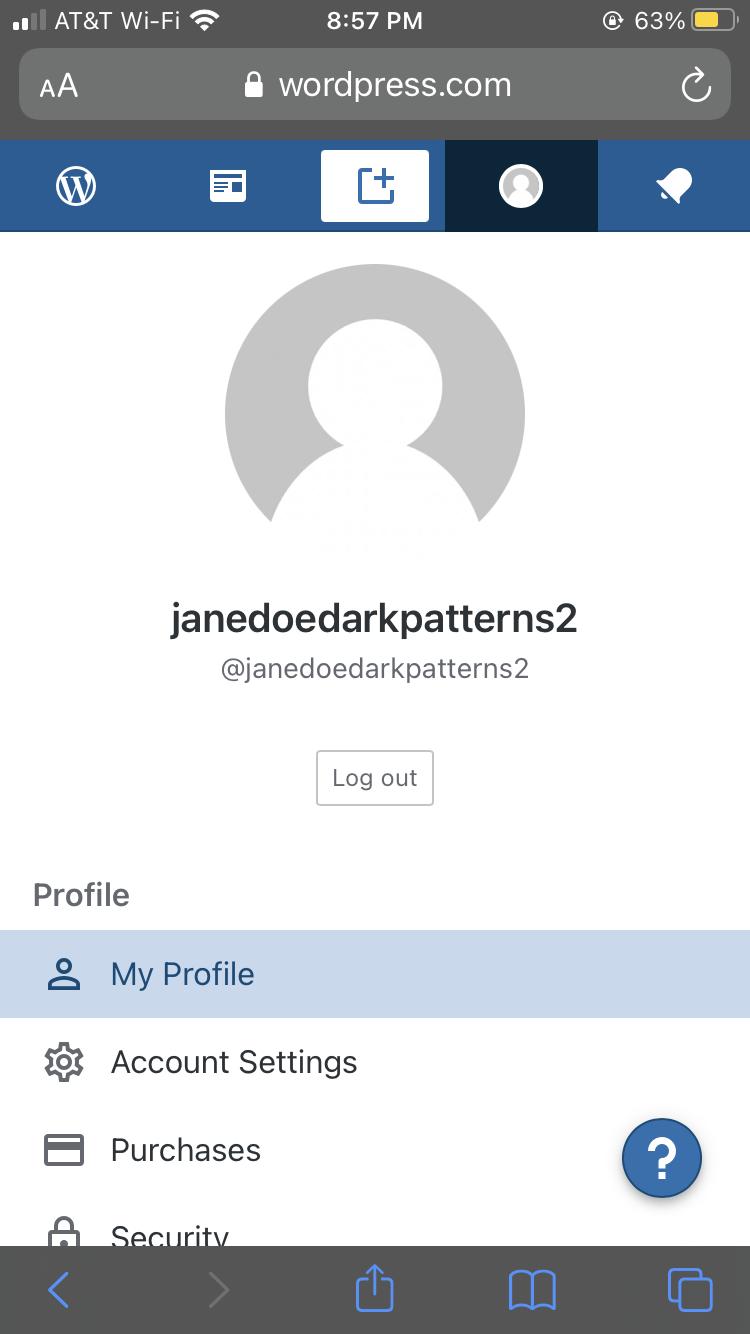 AT&T Wi-Fi 8:57 PM 63%
AA wordpress.com
janedoedarkpatterns2
@janedoedarkpatterns2
Log out
Profile
My Profile
Account Settings
Purchases
?
Security